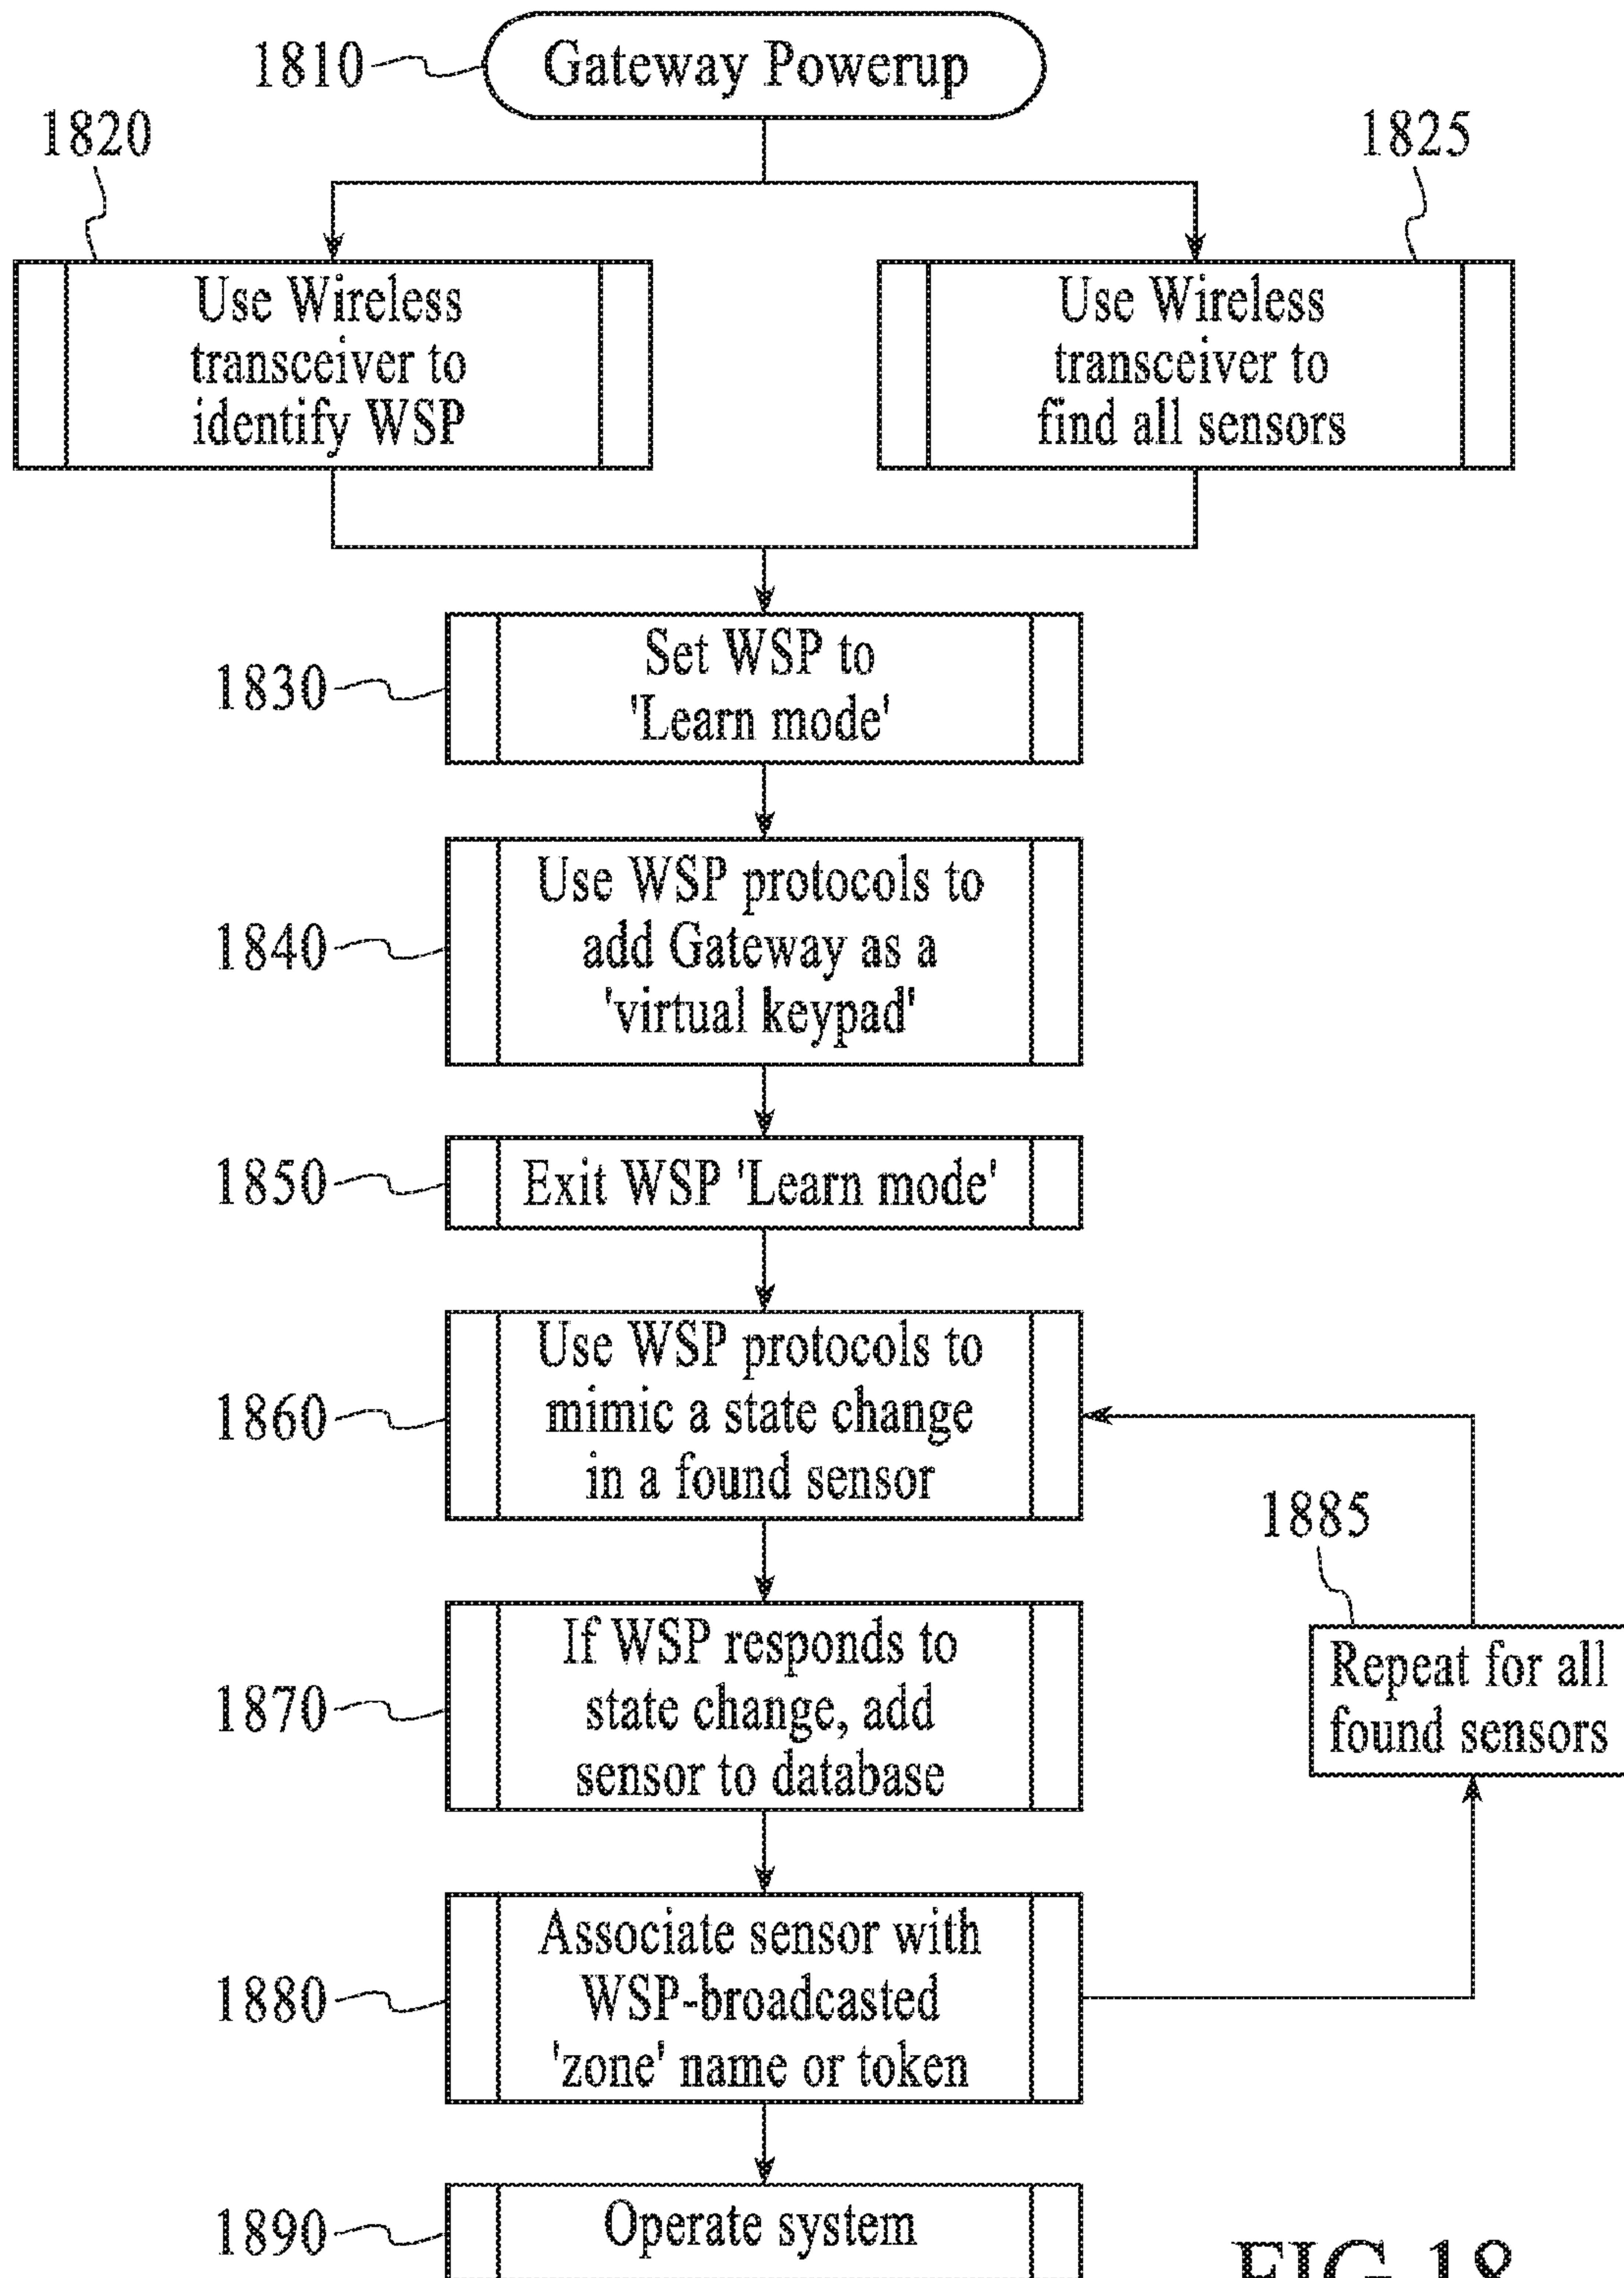 1810
Gateway Powerup
1820
1825
Use Wireless
transceiver to
identify WSP
Use Wireless
transceiver to
find all sensors
1830
Set WSP to
'Learn mode'
1840
Use WSP protocols to
add Gateway as a
'virtual keypad'
1850
Exit WSP 'Learn mode'
1860
Use WSP protocols to
mimic a state change
in a found sensor
1885
Repeat for all
found sensors
1870
If WSP responds to
state change, add
sensor to database
1880
Associate sensor with
WSP-broadcasted
'zone' name or token
1890
Operate system
FIG.18